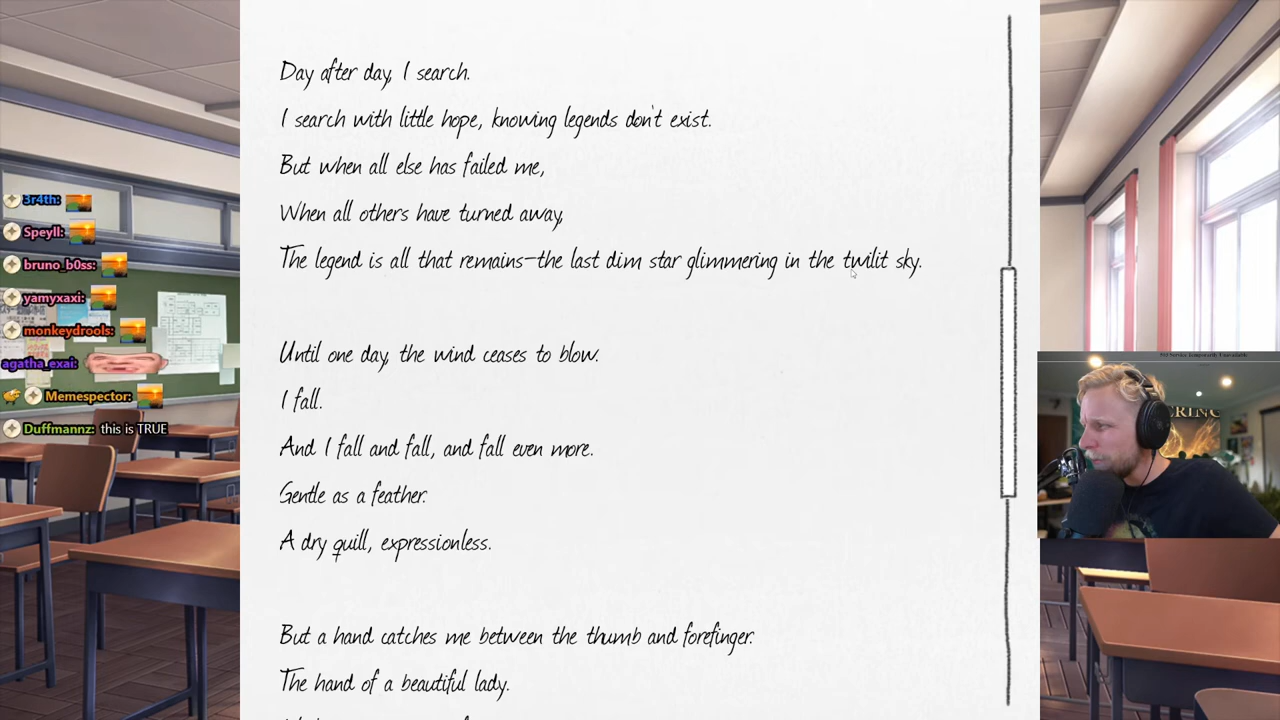 Day after day, I search.
I search with little hope, knowing legends don't exist.
But when all else has failed me,
When all others have turned away,
The legend is all that remains—the last dim star glimmering in the twilit sky.
Until one day, the wind ceases to blow.
I fall.
And I fall and fall, and fall even more.
Gentle as a feather.
A dry quill, expressionless.
But a hand catches me between the thumb and forefinger.
The hand of a beautiful lady.
3r4th:
Speyll:
bruno_b0ss:
yamyxaxi:
monkeydrools:
agatha_exai:
Memespector:
Duffmannz: this is TRUE
ERING